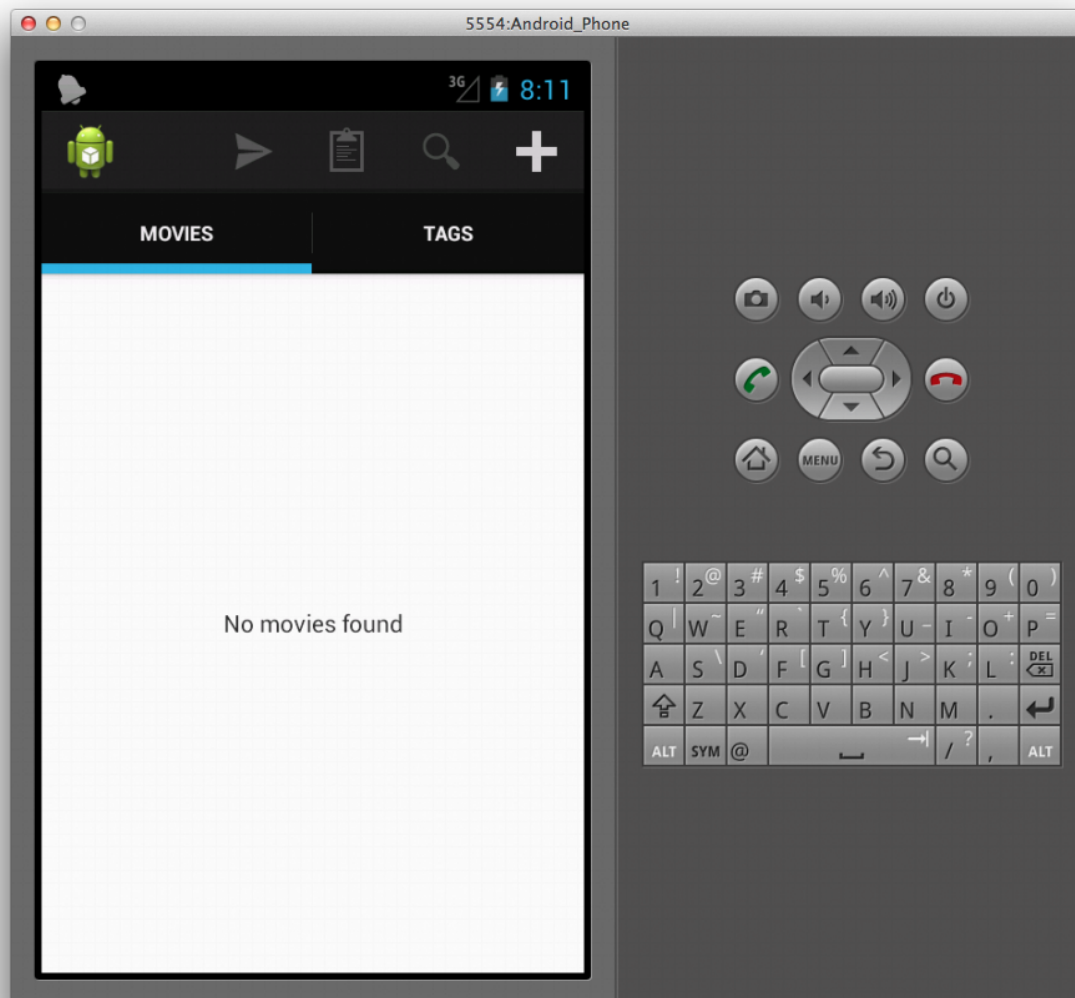 5554:Android_Phone
3G 8:11
MOVIES TAGS
No movies found
MENU
1 ! 2 @ 3 # 4 $ 5 % 6 ^ 7 & 8 * 9 ( 0 )
Q | W ~ E “ R ` T { Y } U _ I - O + P =
A S \ D ‘ F [ G ] H < J > K ; L : DEL
Z X C V B N M .
ALT SYM @ / ? , ALT